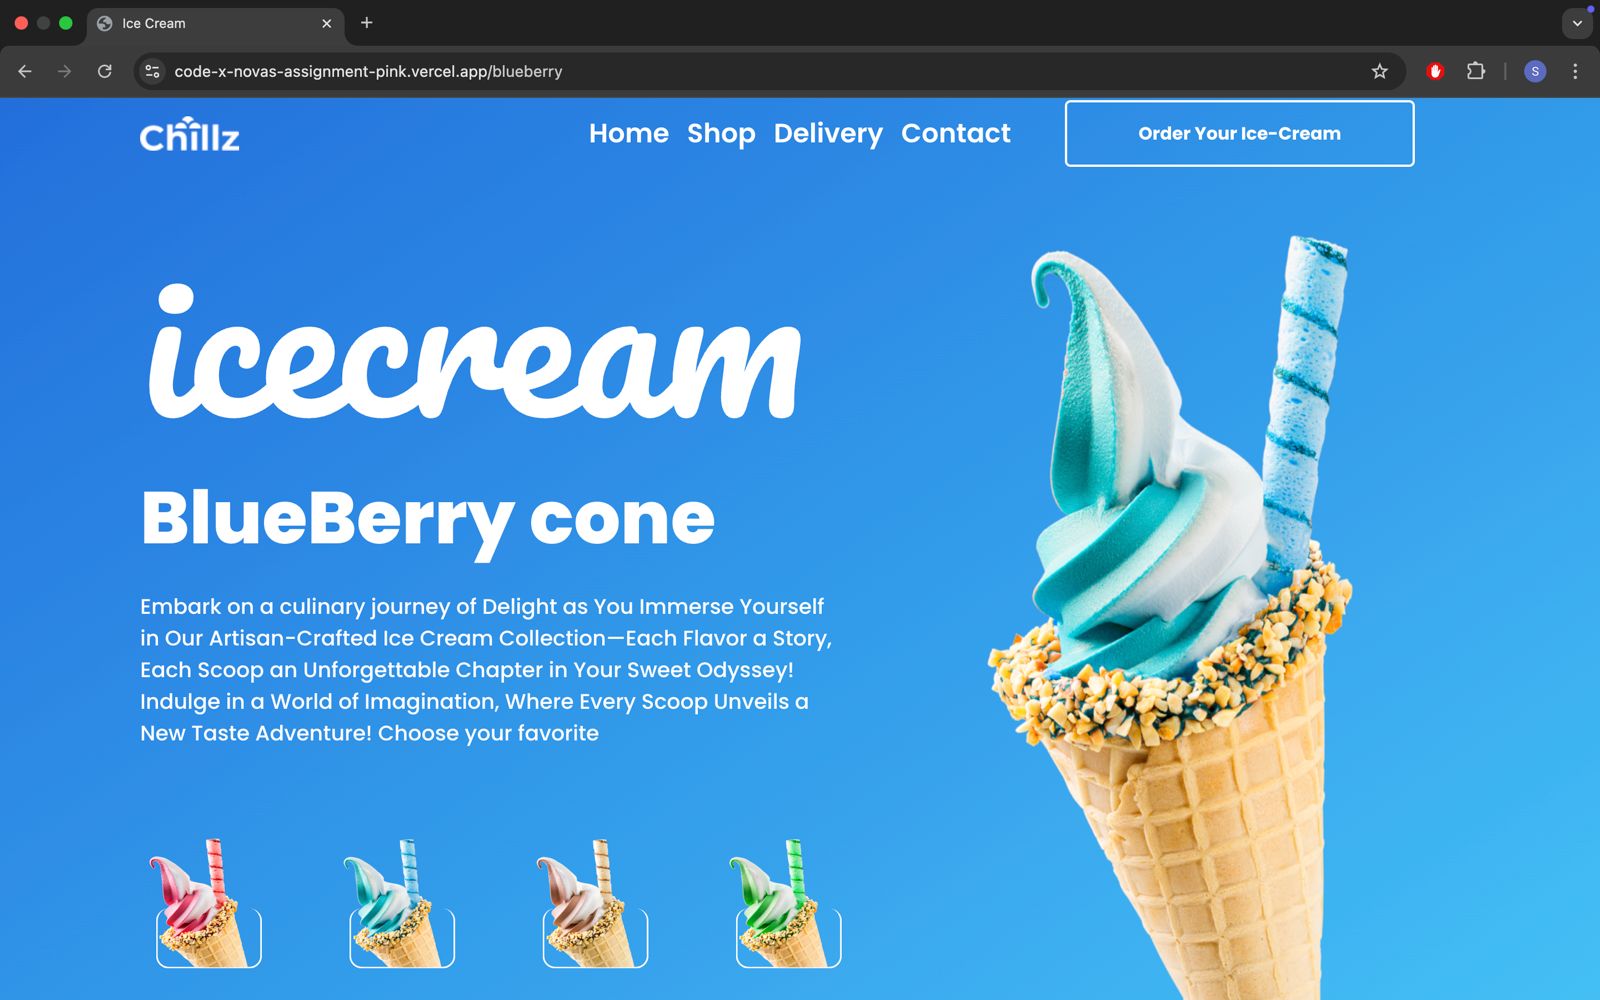 Ice Cream
code-x-novas-assignment-pink.vercel.app/blueberry
S
Chillz
Home Shop Delivery Contact
Order Your Ice-Cream
icecream
BlueBerry cone
Embark on a culinary journey of Delight as You Immerse Yourself
in Our Artisan-Crafted Ice Cream Collection—Each Flavor a Story,
Each Scoop an Unforgettable Chapter in Your Sweet Odyssey!
Indulge in a World of Imagination, Where Every Scoop Unveils a
New Taste Adventure! Choose your favorite